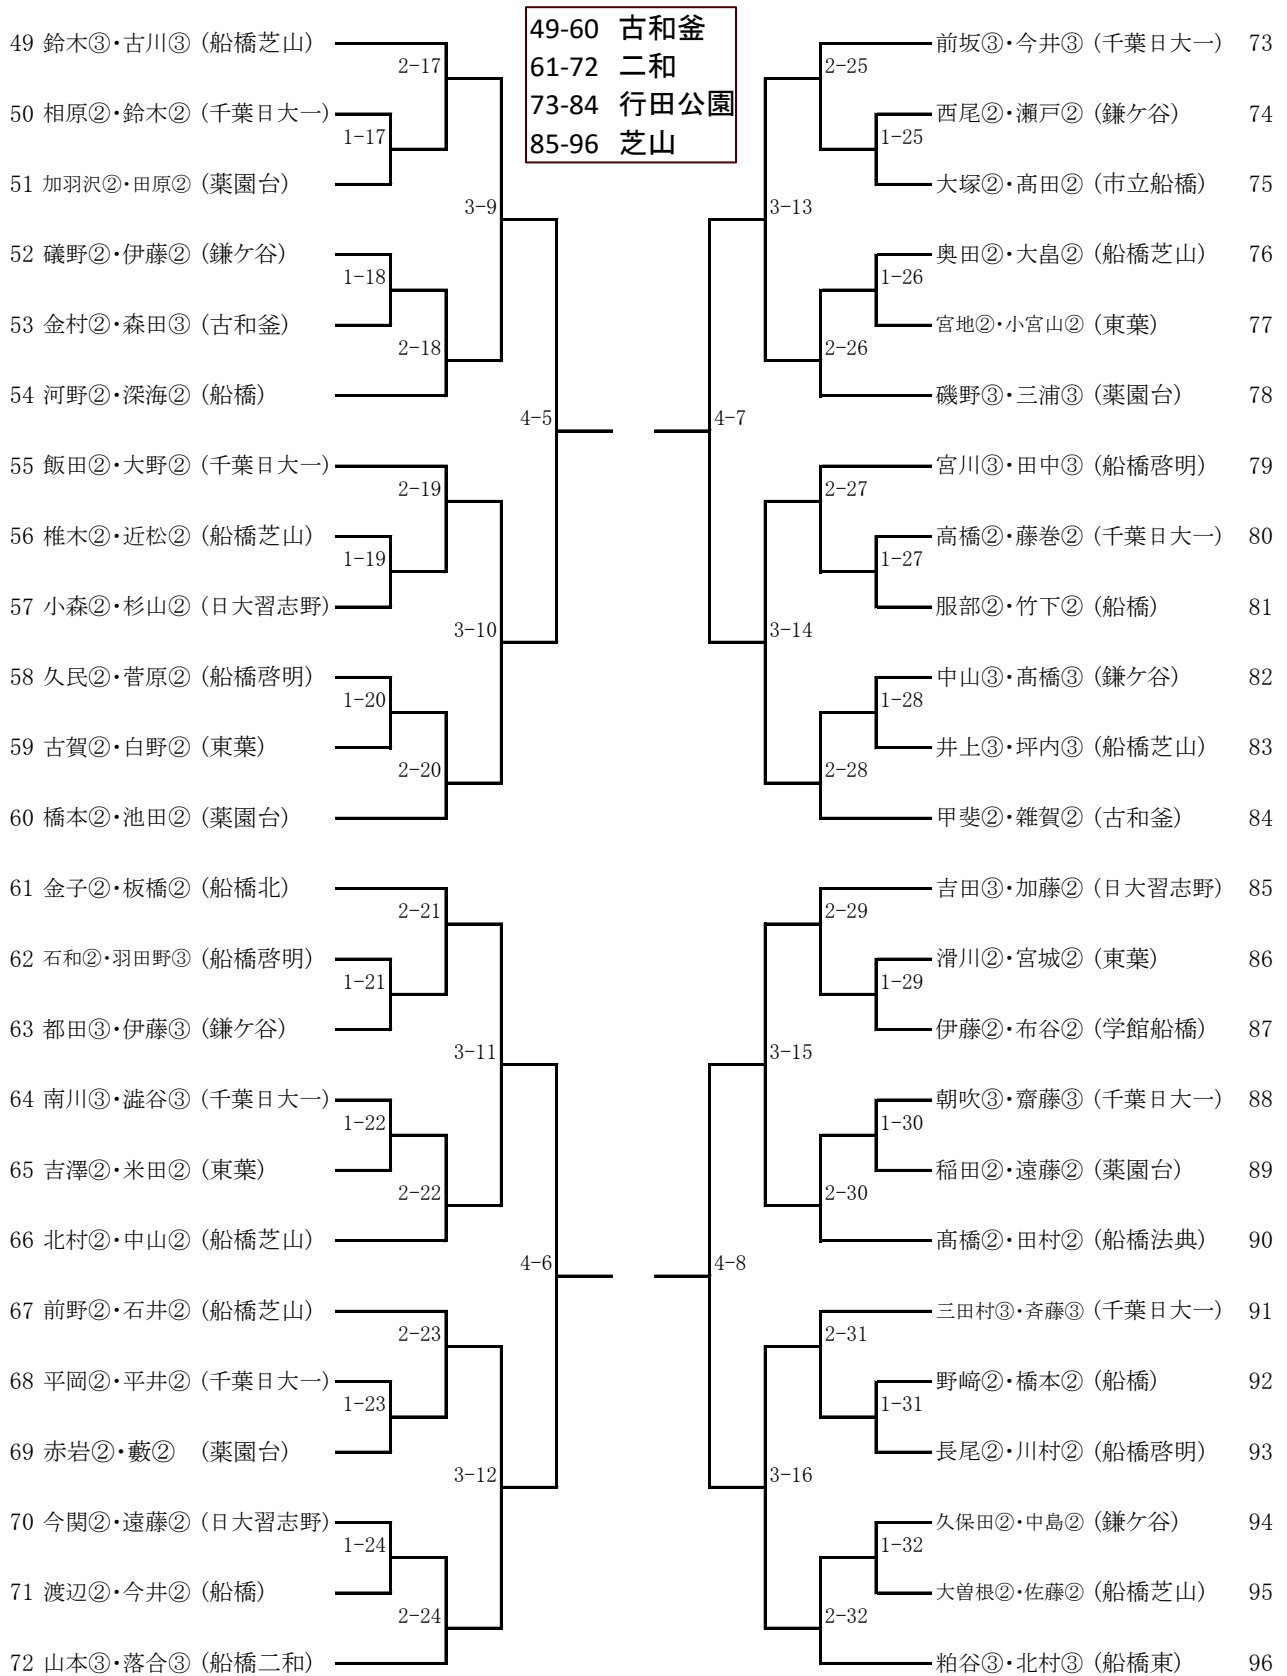 49-60 古和釜
61-72 二和
73-84 行田公園
85-96 芝山
49 鈴木③・古川③ (船橋芝山)
2-17
50 相原②・鈴木② (千葉日大一)
1-17
51 加羽沢②・田原② (薬園台)
3-9
52 礒野②・伊藤② (鎌ケ谷)
1-18
53 金村②・森田③ (古和釜)
2-18
54 河野②・深海② (船橋)
4-5
55 飯田②・大野② (千葉日大一)
2-19
56 椎木②・近松② (船橋芝山)
1-19
57 小森②・杉山② (日大習志野)
3-10
58 久民②・菅原② (船橋啓明)
1-20
59 古賀②・白野② (東葉)
2-20
60 橋本②・池田② (薬園台)
61 金子②・板橋② (船橋北)
2-21
62 石和②・羽田野③ (船橋啓明)
1-21
63 都田③・伊藤③ (鎌ケ谷)
3-11
64 南川③・澁谷③ (千葉日大一)
1-22
65 吉澤②・米田② (東葉)
2-22
66 北村②・中山② (船橋芝山)
4-6
67 前野②・石井② (船橋芝山)
2-23
68 平岡②・平井② (千葉日大一)
1-23
69 赤岩②・藪② (薬園台)
3-12
70 今関②・遠藤② (日大習志野)
1-24
71 渡辺②・今井② (船橋)
2-24
72 山本③・落合③ (船橋二和)
前坂③・今井③ (千葉日大一) 73
2-25
西尾②・瀬戸② (鎌ケ谷) 74
1-25
大塚②・髙田② (市立船橋) 75
3-13
奥田②・大畠② (船橋芝山) 76
1-26
宮地②・小宮山② (東葉) 77
2-26
磯野③・三浦③ (薬園台) 78
4-7
宮川③・田中③ (船橋啓明) 79
2-27
高橋②・藤巻② (千葉日大一) 80
1-27
服部②・竹下② (船橋) 81
3-14
中山③・髙橋③ (鎌ケ谷) 82
1-28
井上③・坪内③ (船橋芝山) 83
2-28
甲斐②・雑賀② (古和釜) 84
吉田③・加藤② (日大習志野) 85
2-29
滑川②・宮城② (東葉) 86
1-29
伊藤②・布谷② (学館船橋) 87
3-15
朝吹③・齋藤③ (千葉日大一) 88
1-30
稲田②・遠藤② (薬園台) 89
2-30
髙橋②・田村② (船橋法典) 90
4-8
三田村③・斉藤③ (千葉日大一) 91
2-31
野﨑②・橋本② (船橋) 92
1-31
長尾②・川村② (船橋啓明) 93
3-16
久保田②・中島② (鎌ケ谷) 94
1-32
大曽根②・佐藤② (船橋芝山) 95
2-32
粕谷③・北村③ (船橋東) 96